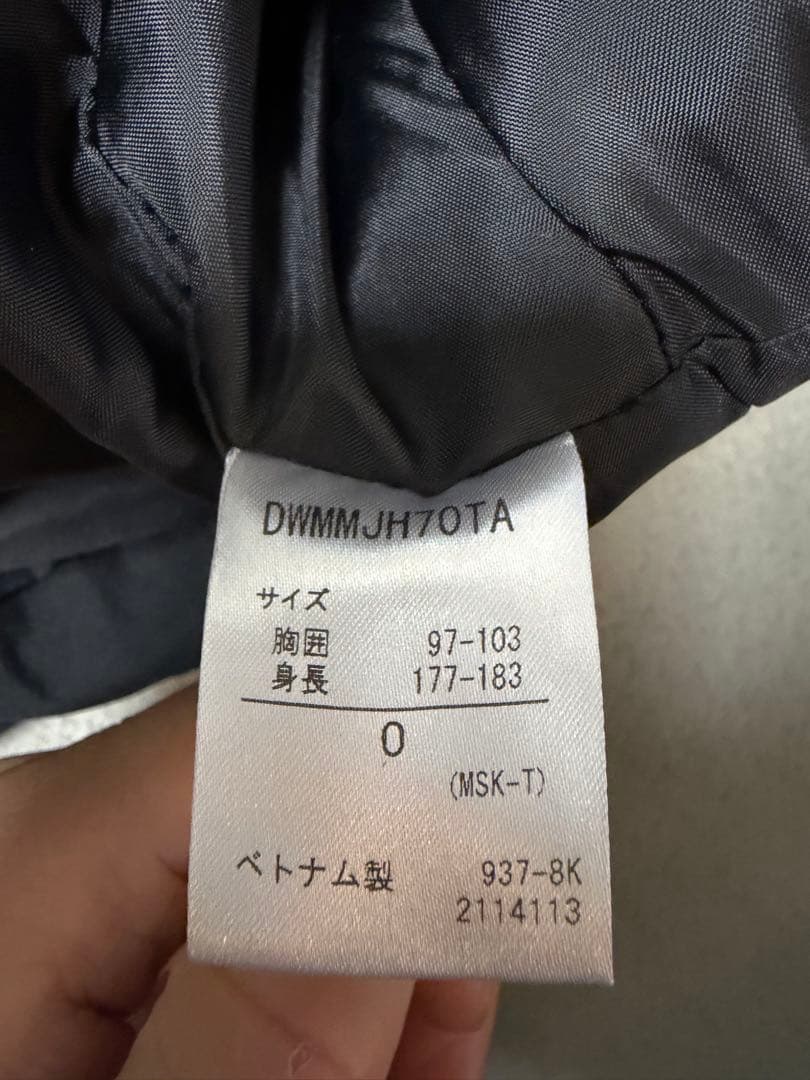 DWMMJH70TA
サイズ
胸囲 97-103
身長 177-183
O
(MSK-T)
ベトナム製 937-8K
2114113